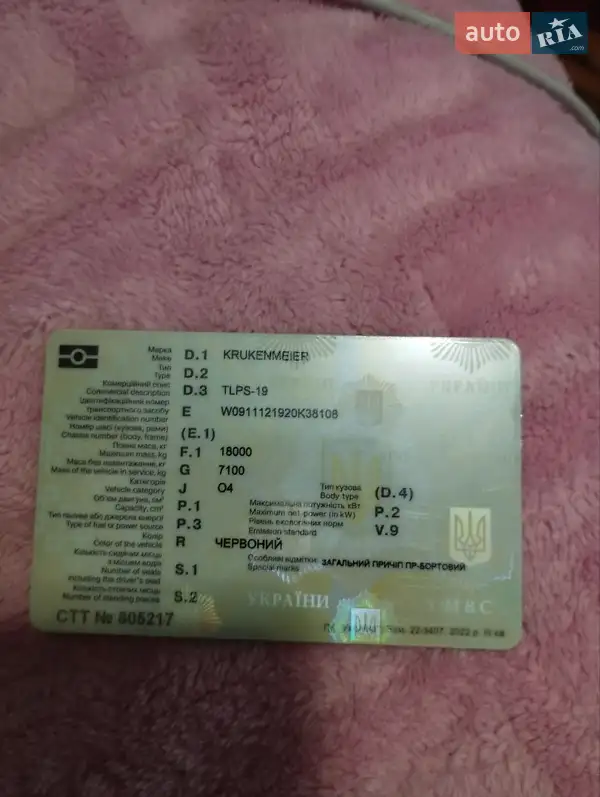 auto RIA .com
Марка
Make D.1 KRUKENMEIER
Тип
Type D.2
Комерційний опис
Commercial description D.3 TLPS-19
Ідентифікаційний номер
транспортного засобу E W0911121920K38108
Vehicle identification number
Номер шасі (кузова, рами) (E.1)
Chassis number (body, frame)
Повна маса, кг
Maximum mass, kg F.1 18000
Маса без навантаження, кг G 7100
Mass of the vehicle in service, kg
Категорія
Vehicle category J O4
Тип кузова
Body type (D.4)
Об'єм двигуна, см³
Capacity, cm³ P.1
Максимальна потужність кВт
Maximum net power (in kW) P.2
Тип палива або джерела енергії
Type of fuel or power source P.3
Рівень екологічних норм
Emission standard V.9
Колір
Color of the vehicle R ЧЕРВОНИЙ
Кількість сидячих місць
з місцем водія
Number of seats S.1
including the driver's seat
Особливі відмітки: ЗАГАЛЬНИЙ ПРИЧІП ПР-БОРТОВИЙ
Special marks
Кількість стоячих місць
Number of standing places S.2
УКРАЇНИ МВС
СТТ № 805217
УКРАЇНИ